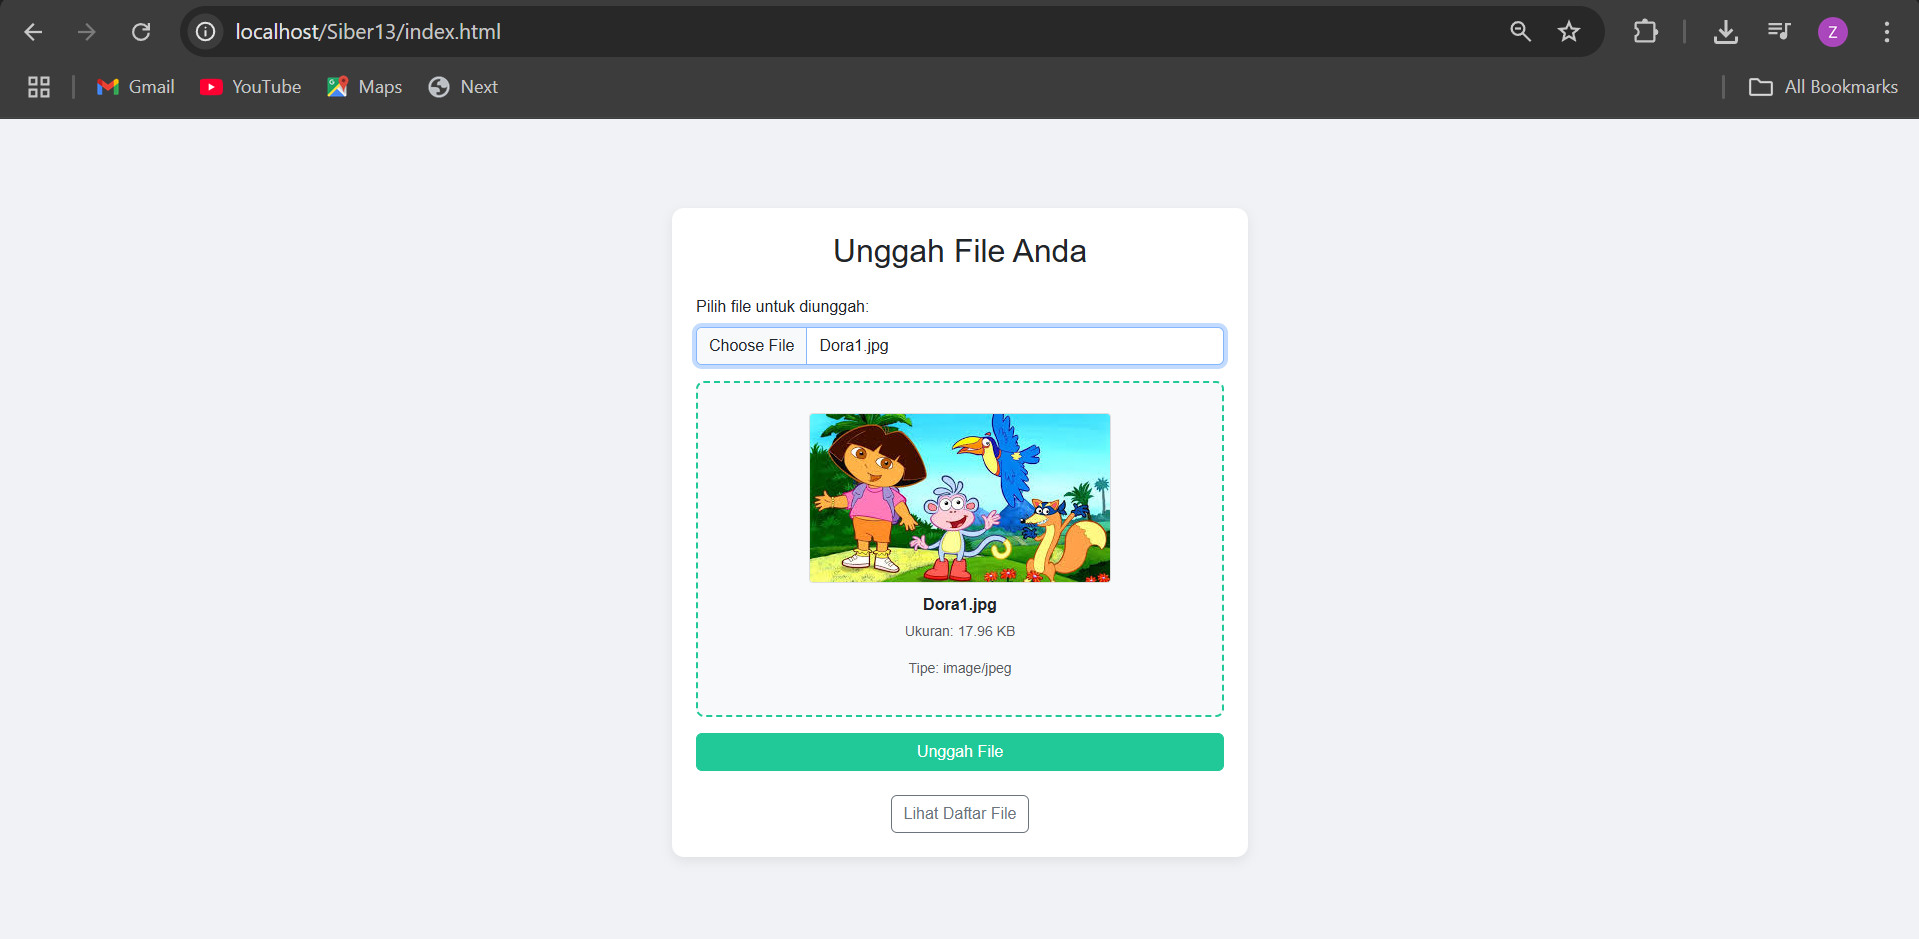 localhost/Siber13/index.html
Z
Gmail YouTube Maps Next All Bookmarks
Unggah File Anda
Pilih file untuk diunggah:
Choose File Dora1.jpg
Dora1.jpg
Ukuran: 17.96 KB
Tipe: image/jpeg
Unggah File
Lihat Daftar File